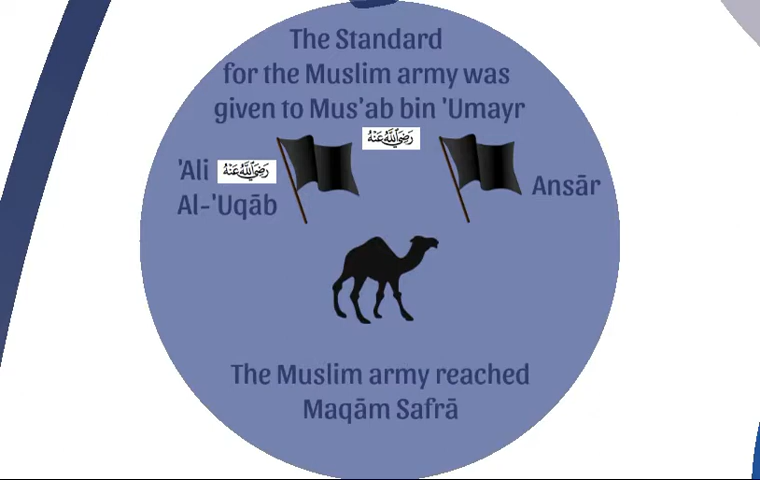 The Standard
for the Muslim army was
given to Mus'ab bin 'Umayr
رَضِيَ اللَّهُ عَنْهُ
'Ali رَضِيَ اللَّهُ عَنْهُ
Al-'Uqāb
Ansār
The Muslim army reached
Maqām Safrā